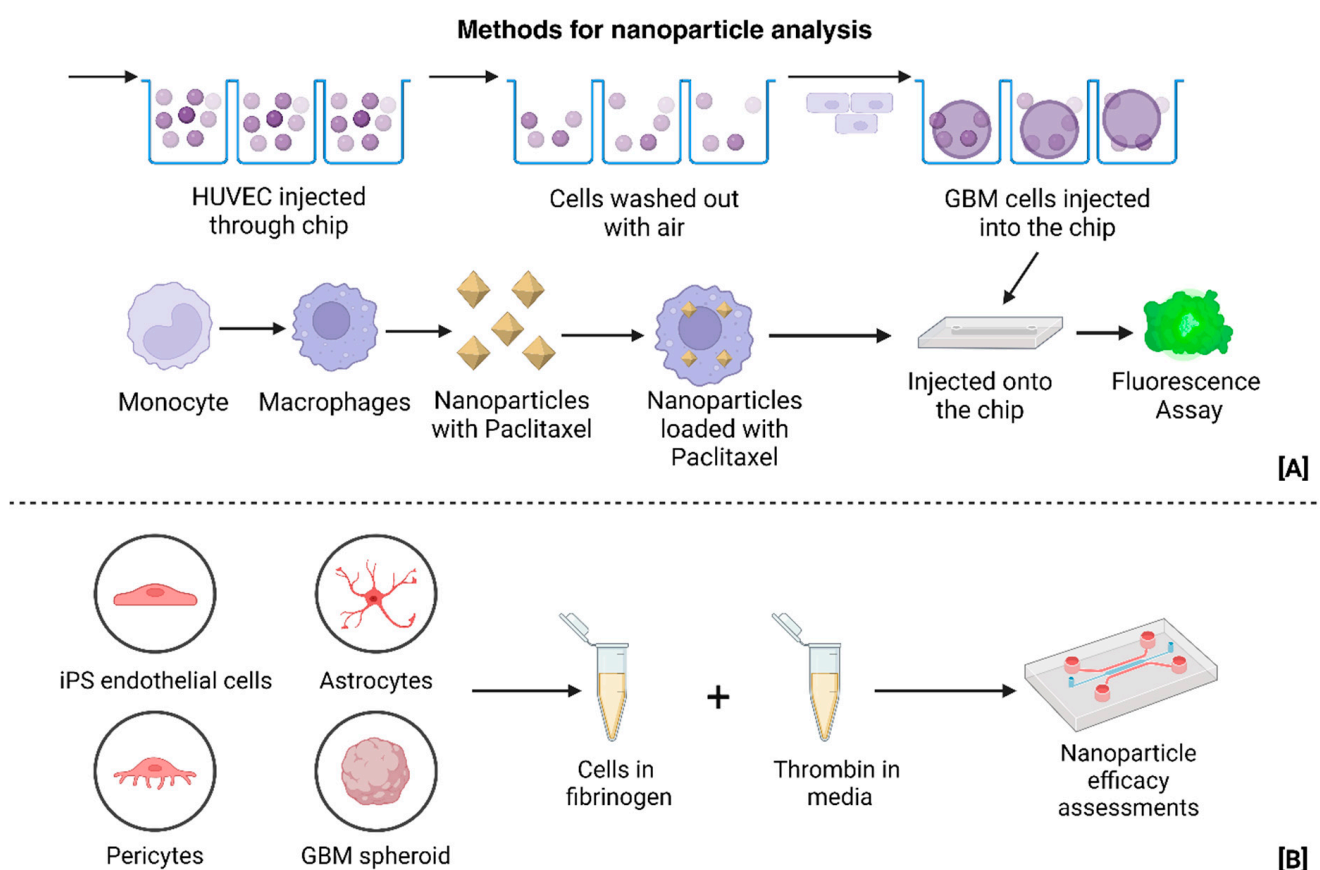 Methods for nanoparticle analysis
HUVEC injected
through chip
Cells washed out
with air
GBM cells injected
into the chip
Monocyte
Macrophages
Nanoparticles
with Paclitaxel
Nanoparticles
loaded with
Paclitaxel
Injected onto
the chip
Fluorescence
Assay
[A]
iPS endothelial cells
Astrocytes
Pericytes
GBM spheroid
Cells in
fibrinogen
+
Thrombin in
media
Nanoparticle
efficacy
assessments
[B]